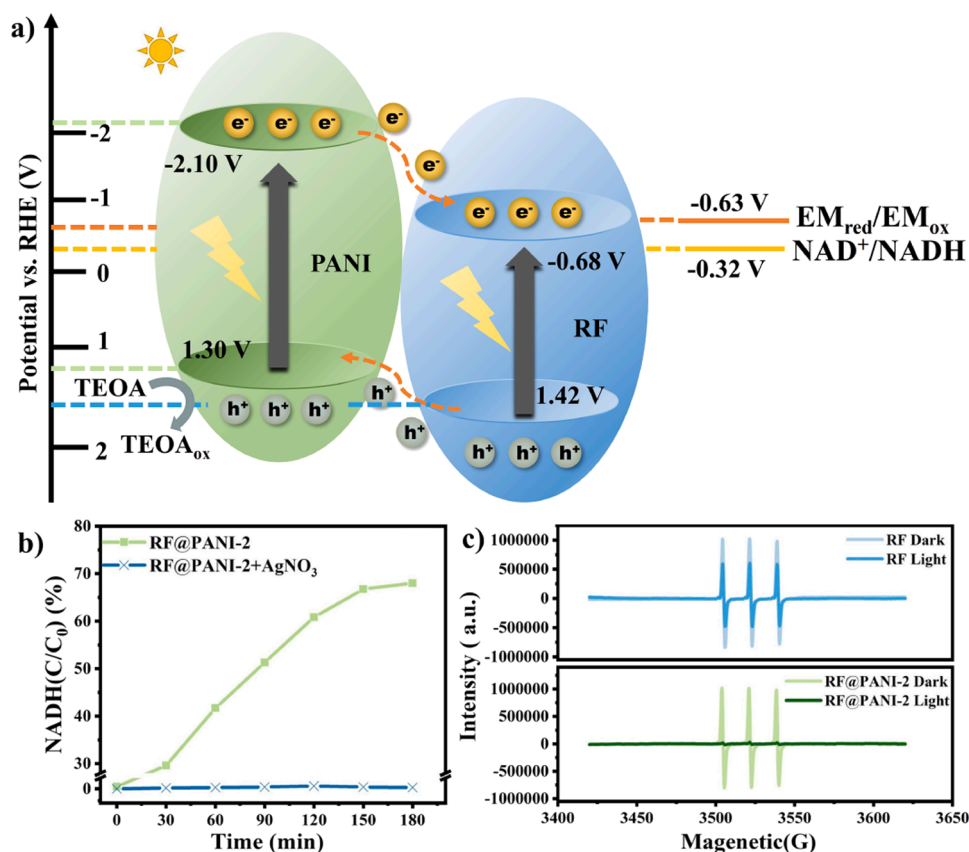 a)
Potential vs. RHE (V)
-2
-1
0
1
2
e⁻ e⁻ e⁻ e⁻
e⁻
-2.10 V
e⁻ e⁻ e⁻
-0.63 V
EM_red/EM_ox
NAD⁺/NADH
-0.32 V
PANI
-0.68 V
RF
1.30 V
1.42 V
TEOA
TEOA_ox
h⁺ h⁺ h⁺ h⁺
h⁺
h⁺ h⁺ h⁺
b)
NADH(C/C₀) (%)
80
70
60
50
40
30
0
RF@PANI-2
RF@PANI-2+AgNO₃
0 30 60 90 120 150 180
Time (min)
c)
Intensity ( a.u.)
1000000
500000
0
-500000
-1000000
RF Dark
RF Light
1000000
500000
0
-500000
-1000000
RF@PANI-2 Dark
RF@PANI-2 Light
3400 3450 3500 3550 3600 3650
Magenetic(G)